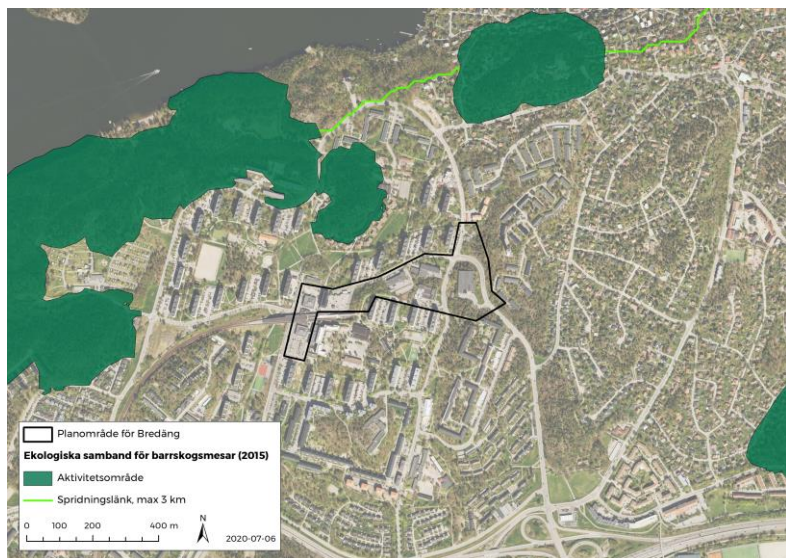 Planområde för Bredäng
Ekologiska samband för barrskogsmesar (2015)
Aktivitetsområde
Spridningslänk, max 3 km
0 100 200 400 m
N
2020-07-06